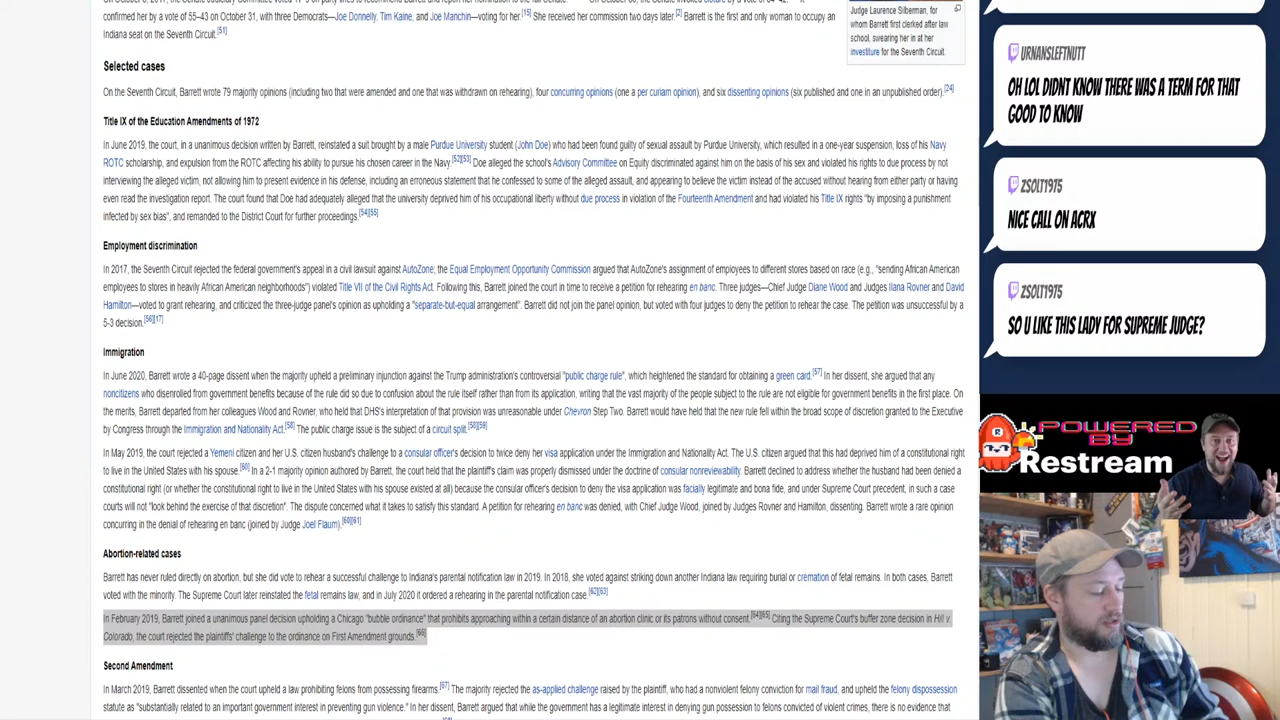 confirmed her by a vote of 55–43 on October 31, with three Democrats—Joe Donnelly, Tim Kaine, and Joe Manchin—voting for her.[15] She received her commission two days later.[2] Barrett is the first and only woman to occupy an
Indiana seat on the Seventh Circuit.[51]
Judge Laurence Silberman, for
whom Barrett first clerked after law
school, swearing her in at her
investiture for the Seventh Circuit.
Selected cases
On the Seventh Circuit, Barrett wrote 79 majority opinions (including two that were amended and one that was withdrawn on rehearing), four concurring opinions (one a per curiam opinion), and six dissenting opinions (six published and one in an unpublished order).[24]
Title IX of the Education Amendments of 1972
In June 2019, the court, in a unanimous decision written by Barrett, reinstated a suit brought by a male Purdue University student (John Doe) who had been found guilty of sexual assault by Purdue University, which resulted in a one-year suspension, loss of his Navy
ROTC scholarship, and expulsion from the ROTC affecting his ability to pursue his chosen career in the Navy.[52][53] Doe alleged the school's Advisory Committee on Equity discriminated against him on the basis of his sex and violated his rights to due process by not
interviewing the alleged victim, not allowing him to present evidence in his defense, including an erroneous statement that he confessed to some of the alleged assault, and appearing to believe the victim instead of the accused without hearing from either party or having
even read the investigation report. The court found that Doe had adequately alleged that the university deprived him of his occupational liberty without due process in violation of the Fourteenth Amendment and had violated his Title IX rights "by imposing a punishment
infected by sex bias", and remanded to the District Court for further proceedings.[54][55]
Employment discrimination
In 2017, the Seventh Circuit rejected the federal government's appeal in a civil lawsuit against AutoZone; the Equal Employment Opportunity Commission argued that AutoZone's assignment of employees to different stores based on race (e.g., "sending African American
employees to stores in heavily African American neighborhoods") violated Title VII of the Civil Rights Act. Following this, Barrett joined the court in time to receive a petition for rehearing en banc. Three judges—Chief Judge Diane Wood and Judges Ilana Rovner and David
Hamilton—voted to grant rehearing, and criticized the three-judge panel's opinion as upholding a "separate-but-equal arrangement". Barrett did not join the panel opinion, but voted with four judges to deny the petition to rehear the case. The petition was unsuccessful by a
5-3 decision.[56][17]
Immigration
In June 2020, Barrett wrote a 40-page dissent when the majority upheld a preliminary injunction against the Trump administration's controversial "public charge rule", which heightened the standard for obtaining a green card.[57] In her dissent, she argued that any
noncitizens who disenrolled from government benefits because of the rule did so due to confusion about the rule itself rather than from its application, writing that the vast majority of the people subject to the rule are not eligible for government benefits in the first place. On
the merits, Barrett departed from her colleagues Wood and Rovner, who held that DHS's interpretation of that provision was unreasonable under Chevron Step Two. Barrett would have held that the new rule fell within the broad scope of discretion granted to the Executive
by Congress through the Immigration and Nationality Act.[58] The public charge issue is the subject of a circuit split.[58][59]
In May 2019, the court rejected a Yemeni citizen and her U.S. citizen husband's challenge to a consular officer's decision to twice deny her visa application under the Immigration and Nationality Act. The U.S. citizen argued that this had deprived him of a constitutional right
to live in the United States with his spouse.[60] In a 2-1 majority opinion authored by Barrett, the court held that the plaintiff's claim was properly dismissed under the doctrine of consular nonreviewability. Barrett declined to address whether the husband had been denied a
constitutional right (or whether the constitutional right to live in the United States with his spouse existed at all) because the consular officer's decision to deny the visa application was facially legitimate and bona fide, and under Supreme Court precedent, in such a case
courts will not "look behind the exercise of that discretion". The dispute concerned what it takes to satisfy this standard. A petition for rehearing en banc was denied, with Chief Judge Wood, joined by Judges Rovner and Hamilton, dissenting. Barrett wrote a rare opinion
concurring in the denial of rehearing en banc (joined by Judge Joel Flaum).[60][61]
Abortion-related cases
Barrett has never ruled directly on abortion, but she did vote to rehear a successful challenge to Indiana's parental notification law in 2019. In 2018, she voted against striking down another Indiana law requiring burial or cremation of fetal remains. In both cases, Barrett
voted with the minority. The Supreme Court later reinstated the fetal remains law, and in July 2020 it ordered a rehearing in the parental notification case.[62][63]
In February 2019, Barrett joined a unanimous panel decision upholding a Chicago "bubble ordinance" that prohibits approaching within a certain distance of an abortion clinic or its patrons without consent.[64][65] Citing the Supreme Court's buffer zone decision in Hill v.
Colorado, the court rejected the plaintiffs' challenge to the ordinance on First Amendment grounds.[66]
Second Amendment
In March 2019, Barrett dissented when the court upheld a law prohibiting felons from possessing firearms.[67] The majority rejected the as-applied challenge raised by the plaintiff, who had a nonviolent felony conviction for mail fraud, and upheld the felony dispossession
statute as "substantially related to an important government interest in preventing gun violence." In her dissent, Barrett argued that while the government has a legitimate interest in denying gun possession to felons convicted of violent crimes, there is no evidence that
URNANSLEFTNUTT
OH LOL DIDNT KNOW THERE WAS A TERM FOR THAT
GOOD TO KNOW
ZSOLT1975
NICE CALL ON ACRX
ZSOLT1975
SO U LIKE THIS LADY FOR SUPREME JUDGE?
POWERED
BY
Restream